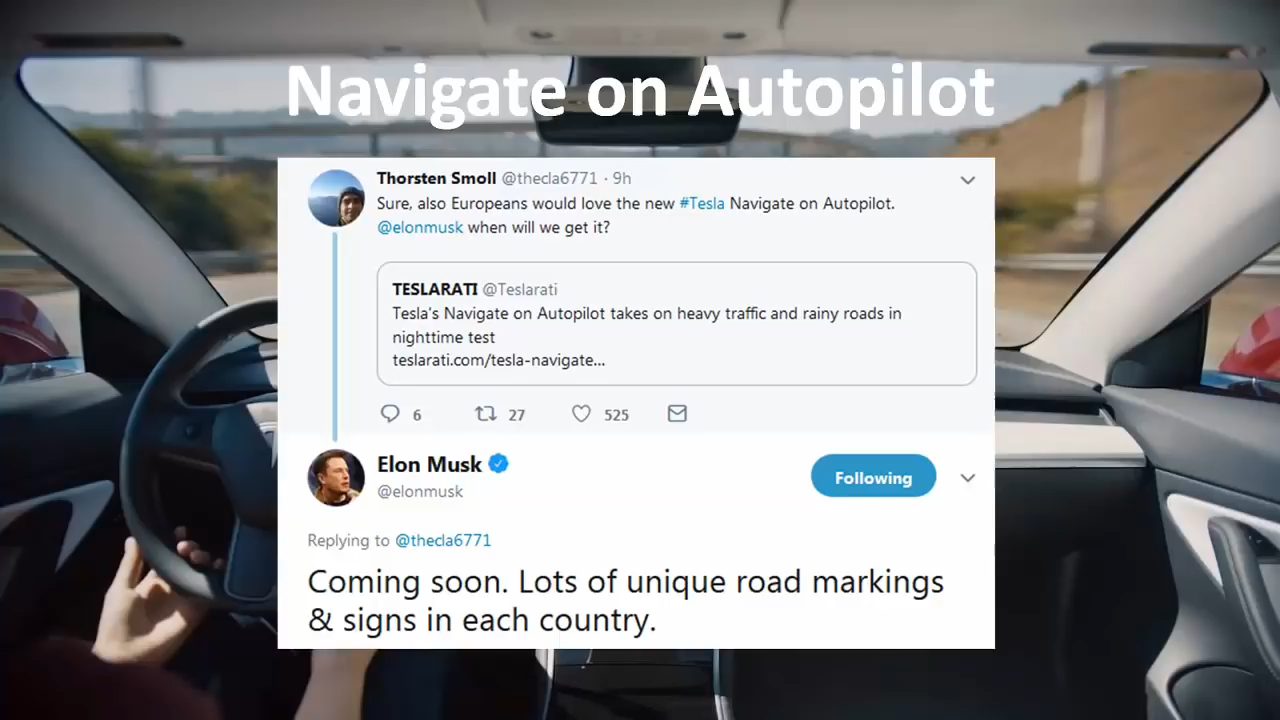 Navigate on Autopilot
Thorsten Smoll @thecla6771 · 9h
Sure, also Europeans would love the new #Tesla Navigate on Autopilot.
@elonmusk when will we get it?
TESLARATI @Teslarati
Tesla's Navigate on Autopilot takes on heavy traffic and rainy roads in
nighttime test
teslarati.com/tesla-navigate...
6 27 525
Elon Musk
@elonmusk
Following
Replying to @thecla6771
Coming soon. Lots of unique road markings
& signs in each country.